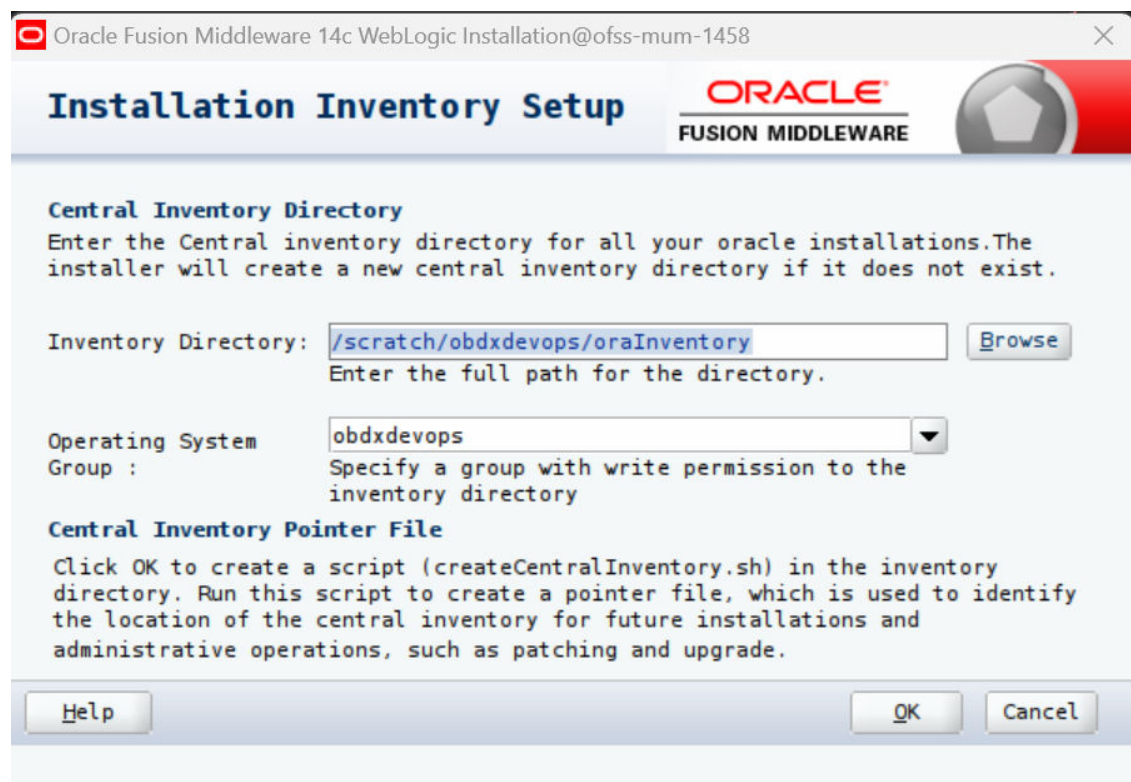 Oracle Fusion Middleware 14c WebLogic Installation@ofss-mum-1458
Installation Inventory Setup
ORACLE
FUSION MIDDLEWARE
Central Inventory Directory
Enter the Central inventory directory for all your oracle installations.The
installer will create a new central inventory directory if it does not exist.
Inventory Directory: /scratch/obdxdevops/oraInventory Browse
Enter the full path for the directory.
Operating System
Group :
obdxdevops
Specify a group with write permission to the
inventory directory
Central Inventory Pointer File
Click OK to create a script (createCentralInventory.sh) in the inventory
directory. Run this script to create a pointer file, which is used to identify
the location of the central inventory for future installations and
administrative operations, such as patching and upgrade.
Help OK Cancel